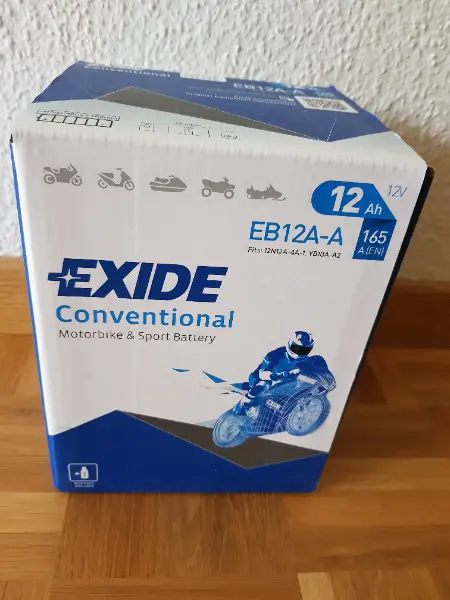 Conventional
EB12A-A
12 Ah
12V
EB12A-A
165
A (EN)
Fits: 12N12A-4A-1, YB10A-A2
EXIDE
Conventional
Motorbike & Sport Battery
EXIDE